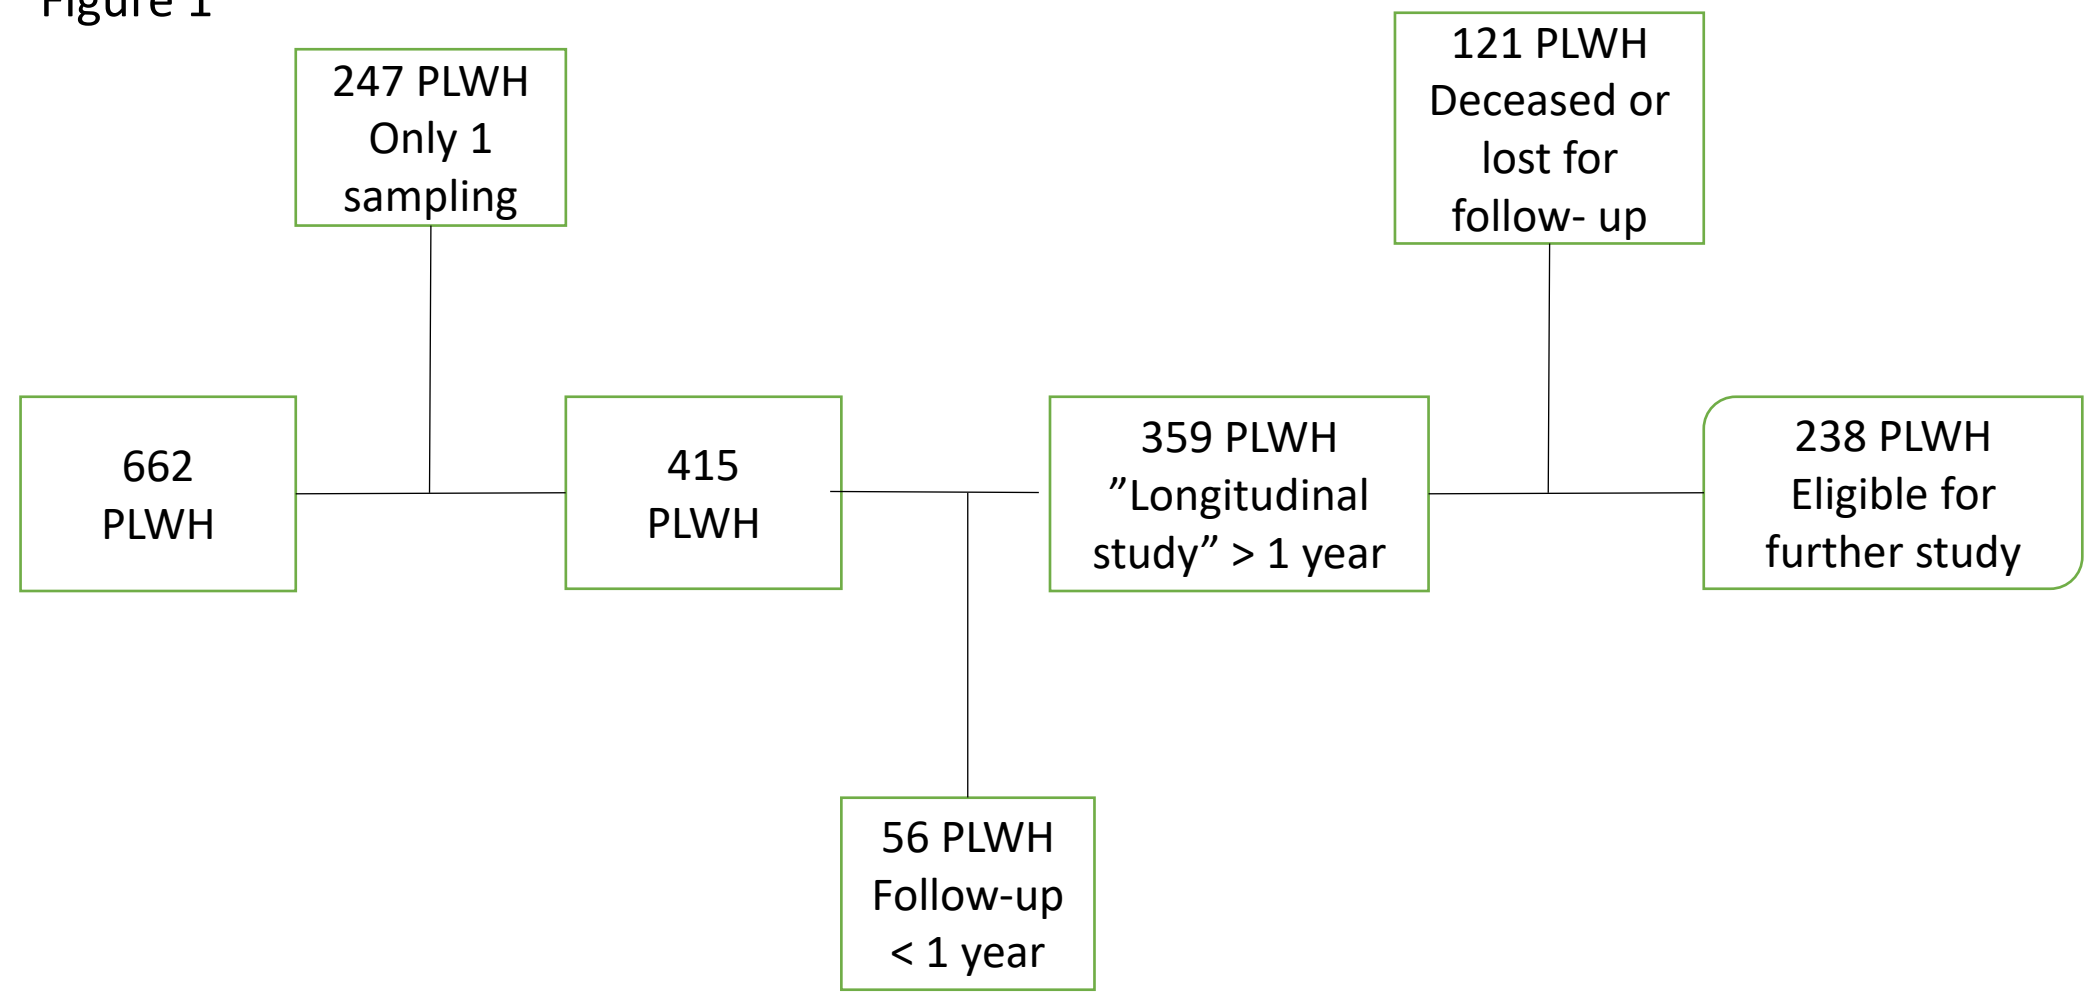 Figure 1
247 PLWH
Only 1
sampling
121 PLWH
Deceased or
lost for
follow- up
662
PLWH
415
PLWH
359 PLWH
”Longitudinal
study” > 1 year
238 PLWH
Eligible for
further study
56 PLWH
Follow-up
< 1 year